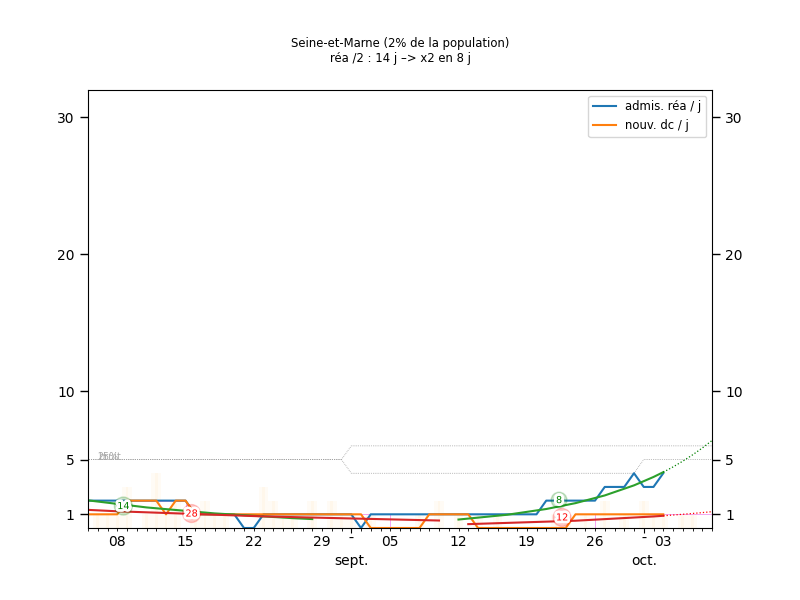 Seine-et-Marne (2% de la population)
réa /2 : 14 j –> x2 en 8 j
admis. réa / j
nouv. dc / j
30 30
20 20
10 10
5 5
1 1
14
28
8
12
08 15 22 29 - 05 12 19 26 - 03
sept. oct.